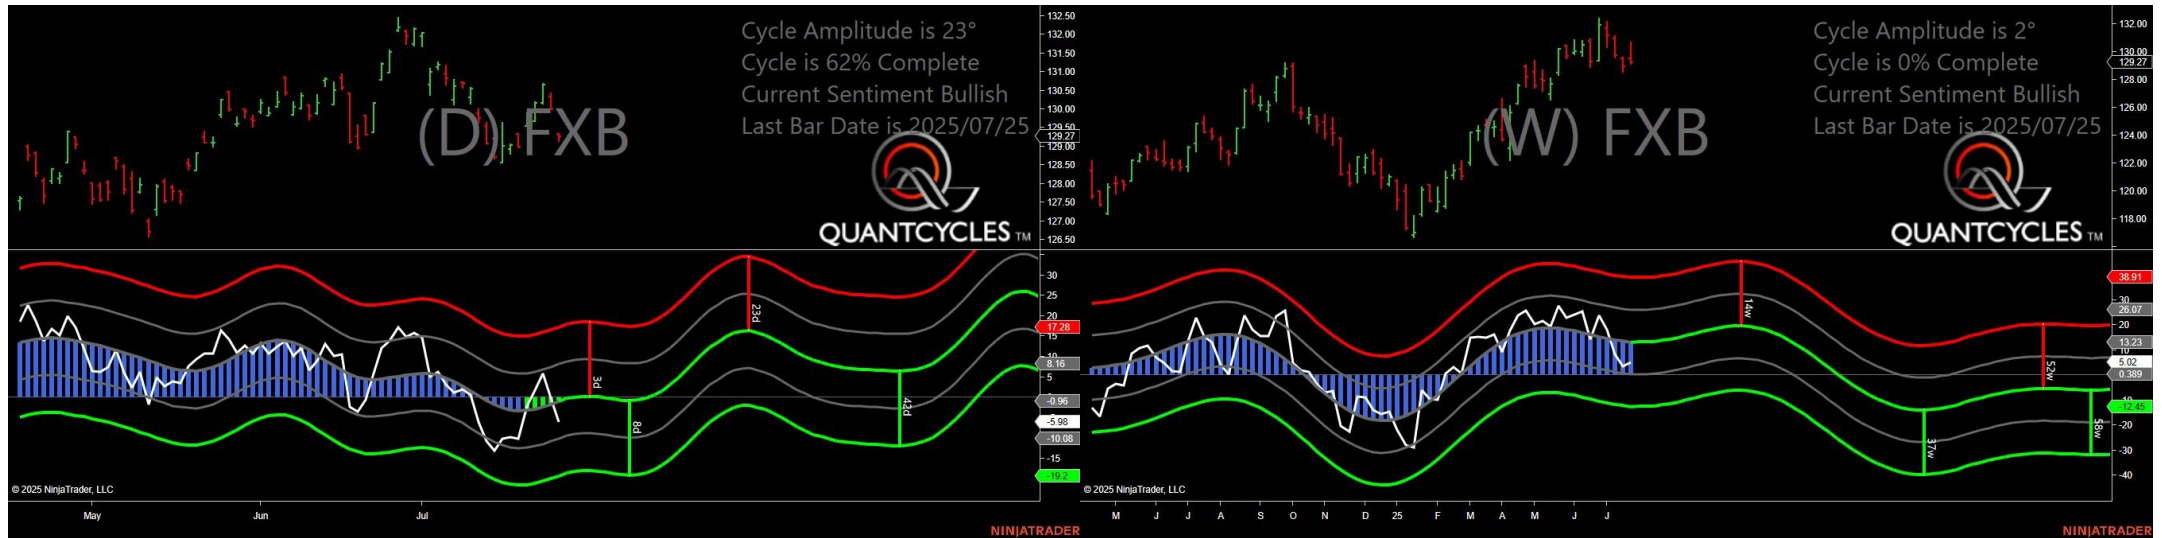 Cycle Amplitude is 23°
Cycle is 62% Complete
Current Sentiment Bullish
Last Bar Date is 2025/07/25
(D) FXB
QUANTCYCLES TM
132.50
132.00
131.50
131.00
130.50
130.00
129.50
129.27
129.00
128.50
128.00
127.50
127.00
126.50
30
25
20
17.28
15
10
8.16
5
-0.96
-5.98
-10.08
-15
-19.2
3d
8d
23d
42d
© 2025 NinjaTrader, LLC
May
Jun
Jul
NINJATRADER
Cycle Amplitude is 2°
Cycle is 0% Complete
Current Sentiment Bullish
Last Bar Date is 2025/07/25
(W) FXB
QUANTCYCLES TM
132.00
130.00
129.27
128.00
126.00
124.00
122.00
120.00
118.00
38.91
30
26.07
20
13.23
10
5.02
0.389
-12.45
-20
-30
-40
14w
37w
52w
58w
© 2025 NinjaTrader, LLC
M
J
J
A
S
O
N
D
25
F
M
A
M
J
J
NINJATRADER